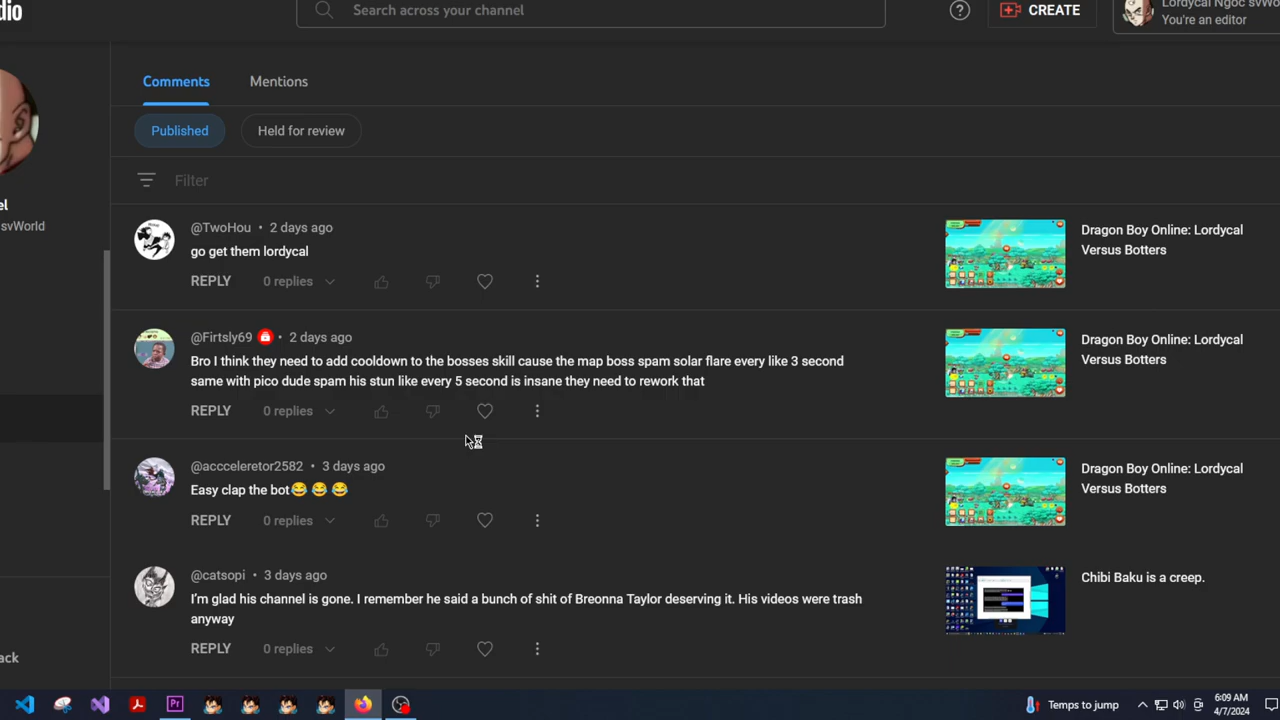 dio
Search across your channel
CREATE
Lordycal Ngoc svWorld
You're an editor
el
svWorld
ack
Comments
Mentions
Published
Held for review
Filter
@TwoHou • 2 days ago
go get them lordycal
REPLY
0 replies
Dragon Boy Online: Lordycal
Versus Botters
@Firtsly69 • 2 days ago
Bro I think they need to add cooldown to the bosses skill cause the map boss spam solar flare every like 3 second
same with pico dude spam his stun like every 5 second is insane they need to rework that
REPLY
0 replies
Dragon Boy Online: Lordycal
Versus Botters
@accceleretor2582 • 3 days ago
Easy clap the bot😂 😂 😂
REPLY
0 replies
Dragon Boy Online: Lordycal
Versus Botters
@catsopi • 3 days ago
I'm glad his channel is gone. I remember he said a bunch of shit of Breonna Taylor deserving it. His videos were trash
anyway
REPLY
0 replies
Chibi Baku is a creep.
Pr
Temps to jump
6:09 AM
4/7/2024